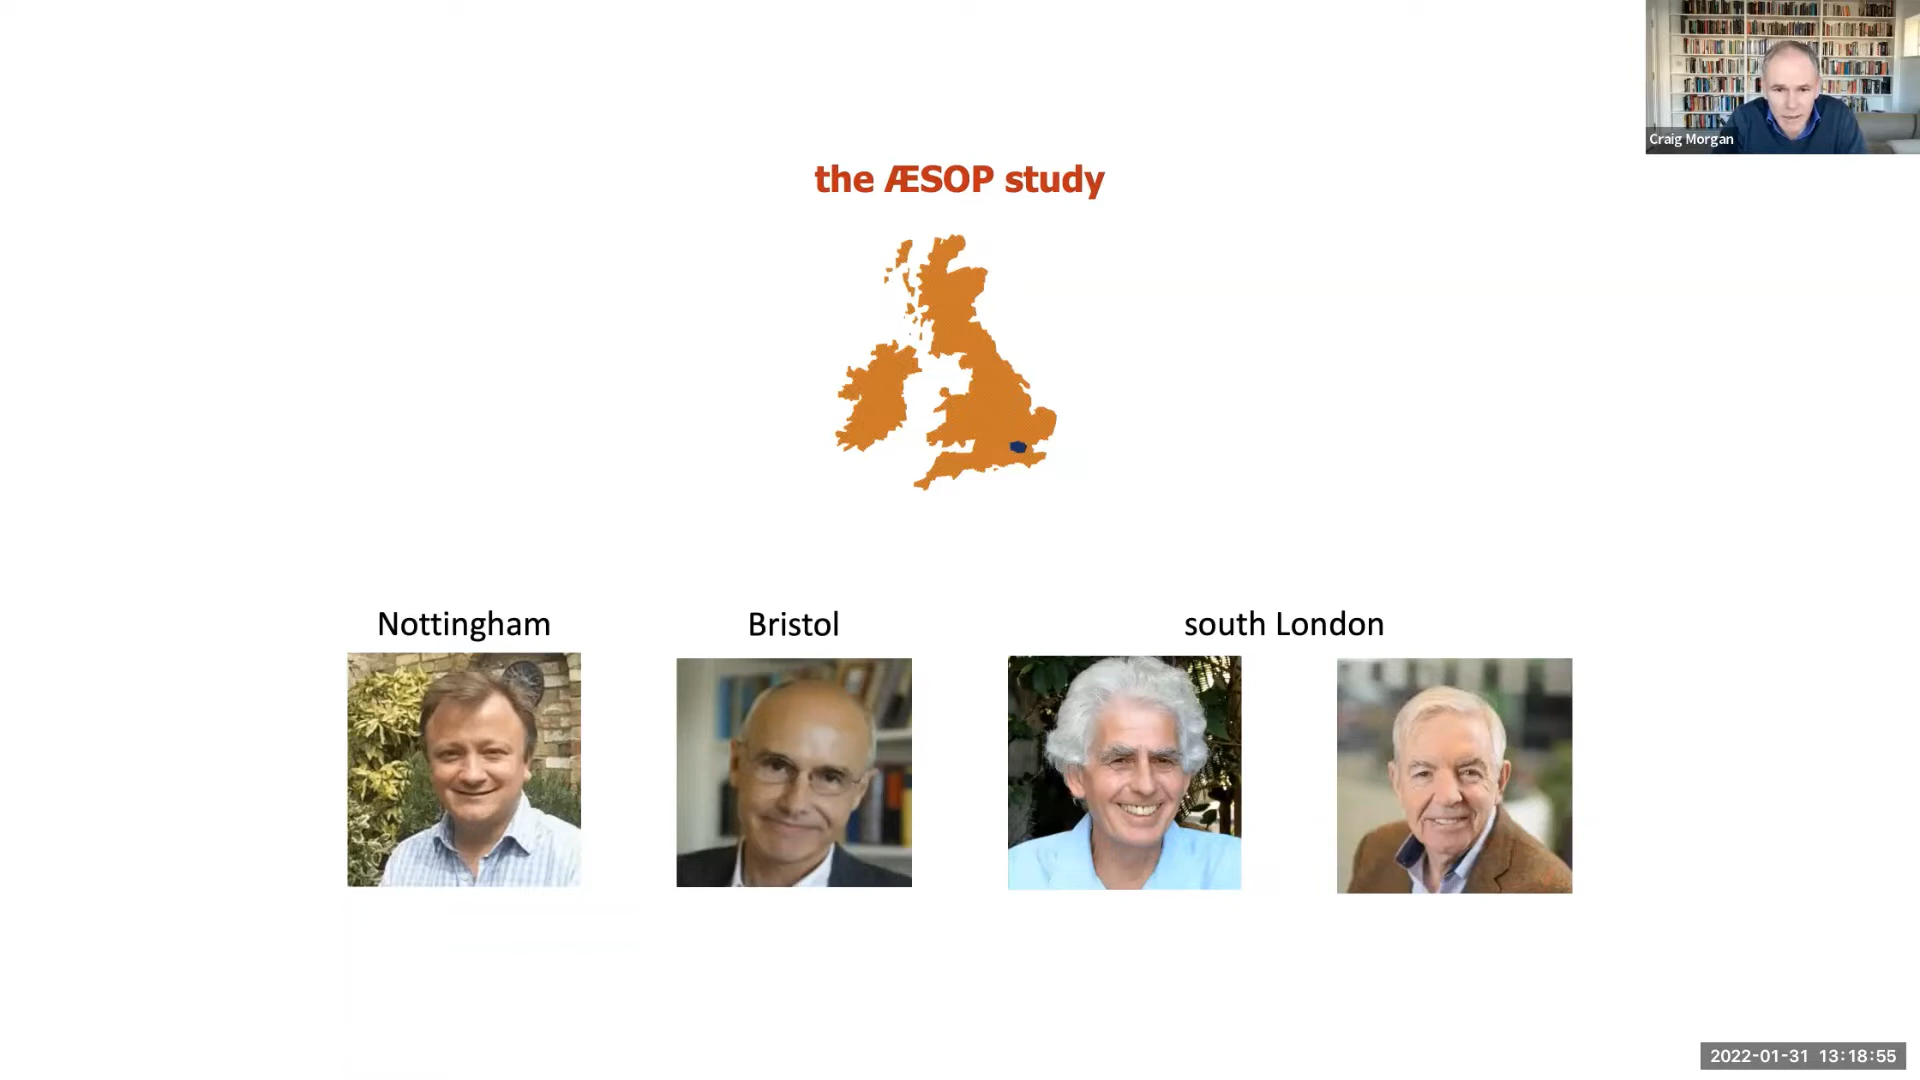 Craig Morgan
the ÆSOP study
Nottingham
Bristol
south London
2022-01-31 13:18:55